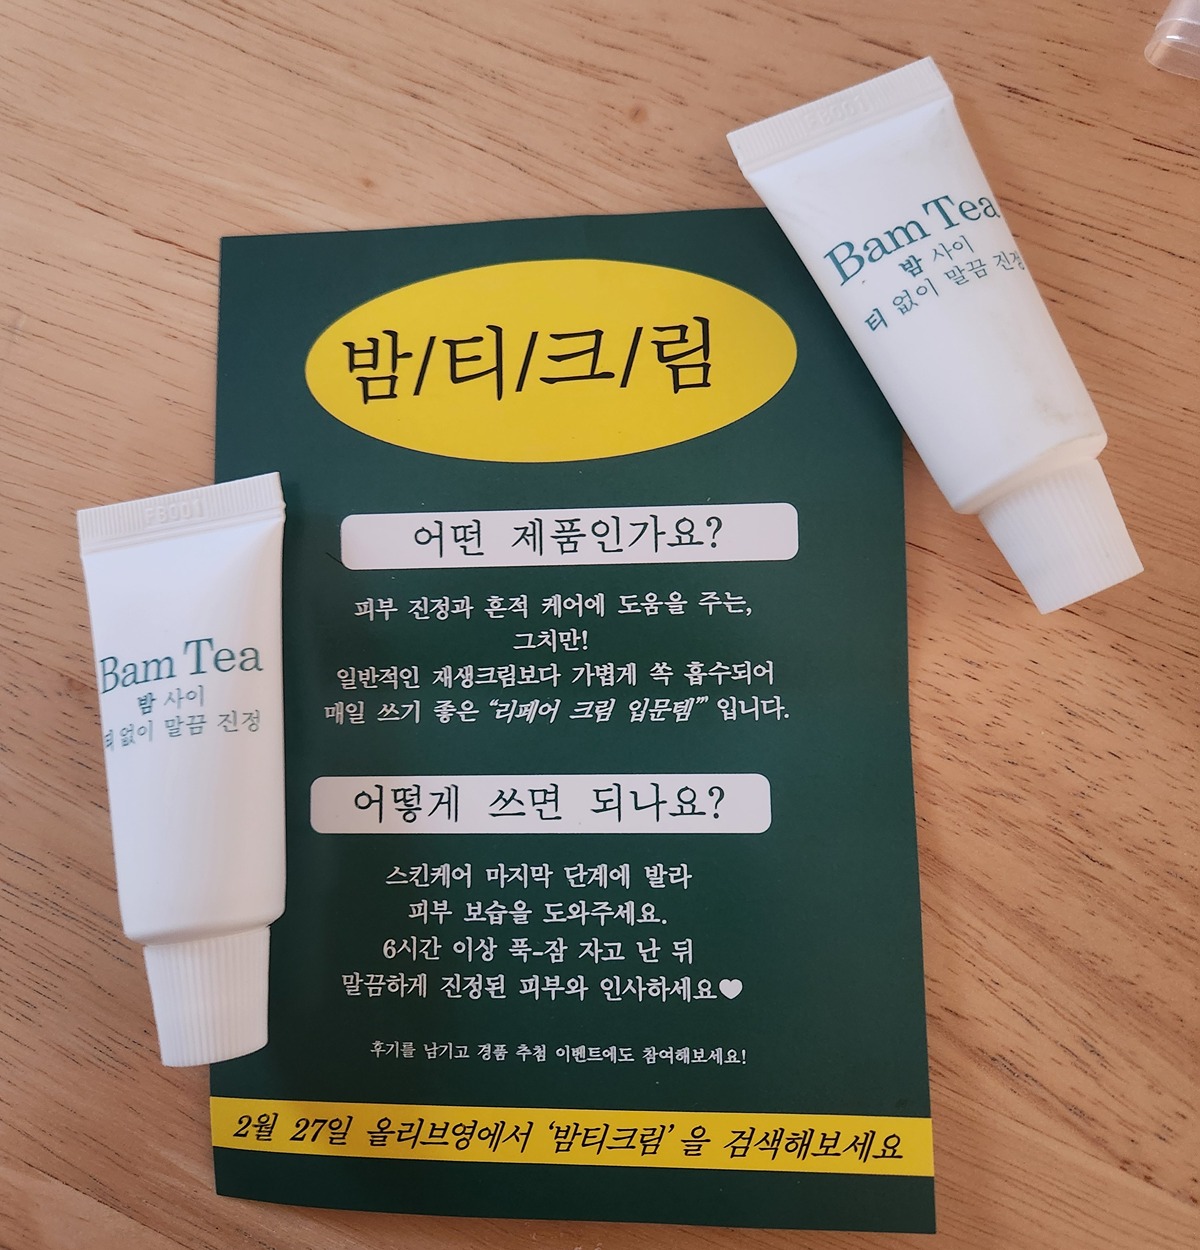 밤/티/크/림
어떤 제품인가요?
피부 진정과 흔적 케어에 도움을 주는,
그치만!
일반적인 재생크림보다 가볍게 쏙 흡수되어
매일 쓰기 좋은 “리페어 크림 입문템”” 입니다.
어떻게 쓰면 되나요?
스킨케어 마지막 단계에 발라
피부 보습을 도와주세요.
6시간 이상 푹-잠 자고 난 뒤
말끔하게 진정된 피부와 인사하세요♥
후기를 남기고 경품 추첨 이벤트에도 참여해보세요!
2월 27일 올리브영에서 ‘밤티크림’ 을 검색해보세요
Bam Tea
밤 사이
티 없이 말끔 진정
FB001
Bam Tea
밤 사이
티 없이 말끔 진정